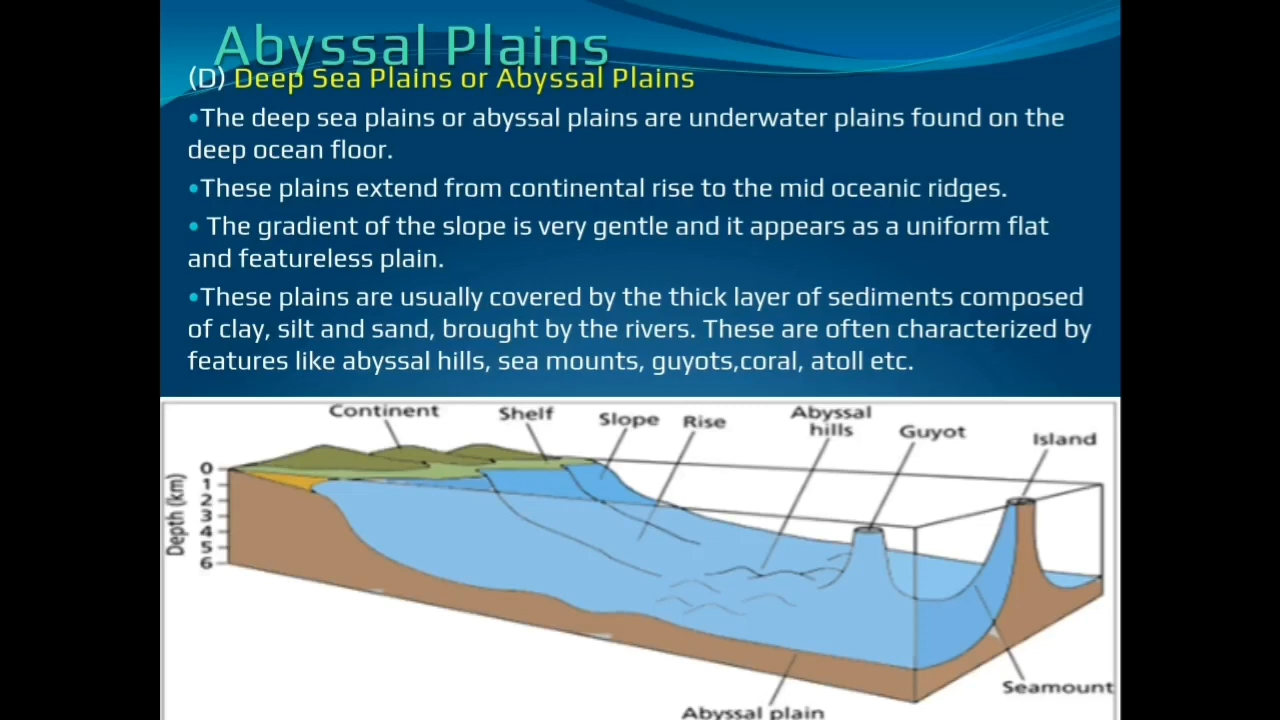 Abyssal Plains
(D) Deep Sea Plains or Abyssal Plains
•The deep sea plains or abyssal plains are underwater plains found on the
deep ocean floor.
•These plains extend from continental rise to the mid oceanic ridges.
• The gradient of the slope is very gentle and it appears as a uniform flat
and featureless plain.
•These plains are usually covered by the thick layer of sediments composed
of clay, silt and sand, brought by the rivers. These are often characterized by
features like abyssal hills, sea mounts, guyots,coral, atoll etc.
Continent
Shelf
Slope
Rise
Abyssal
hills
Guyot
Island
Depth (km)
0
1
2
3
4
5
6
Seamount
Abyssal plain